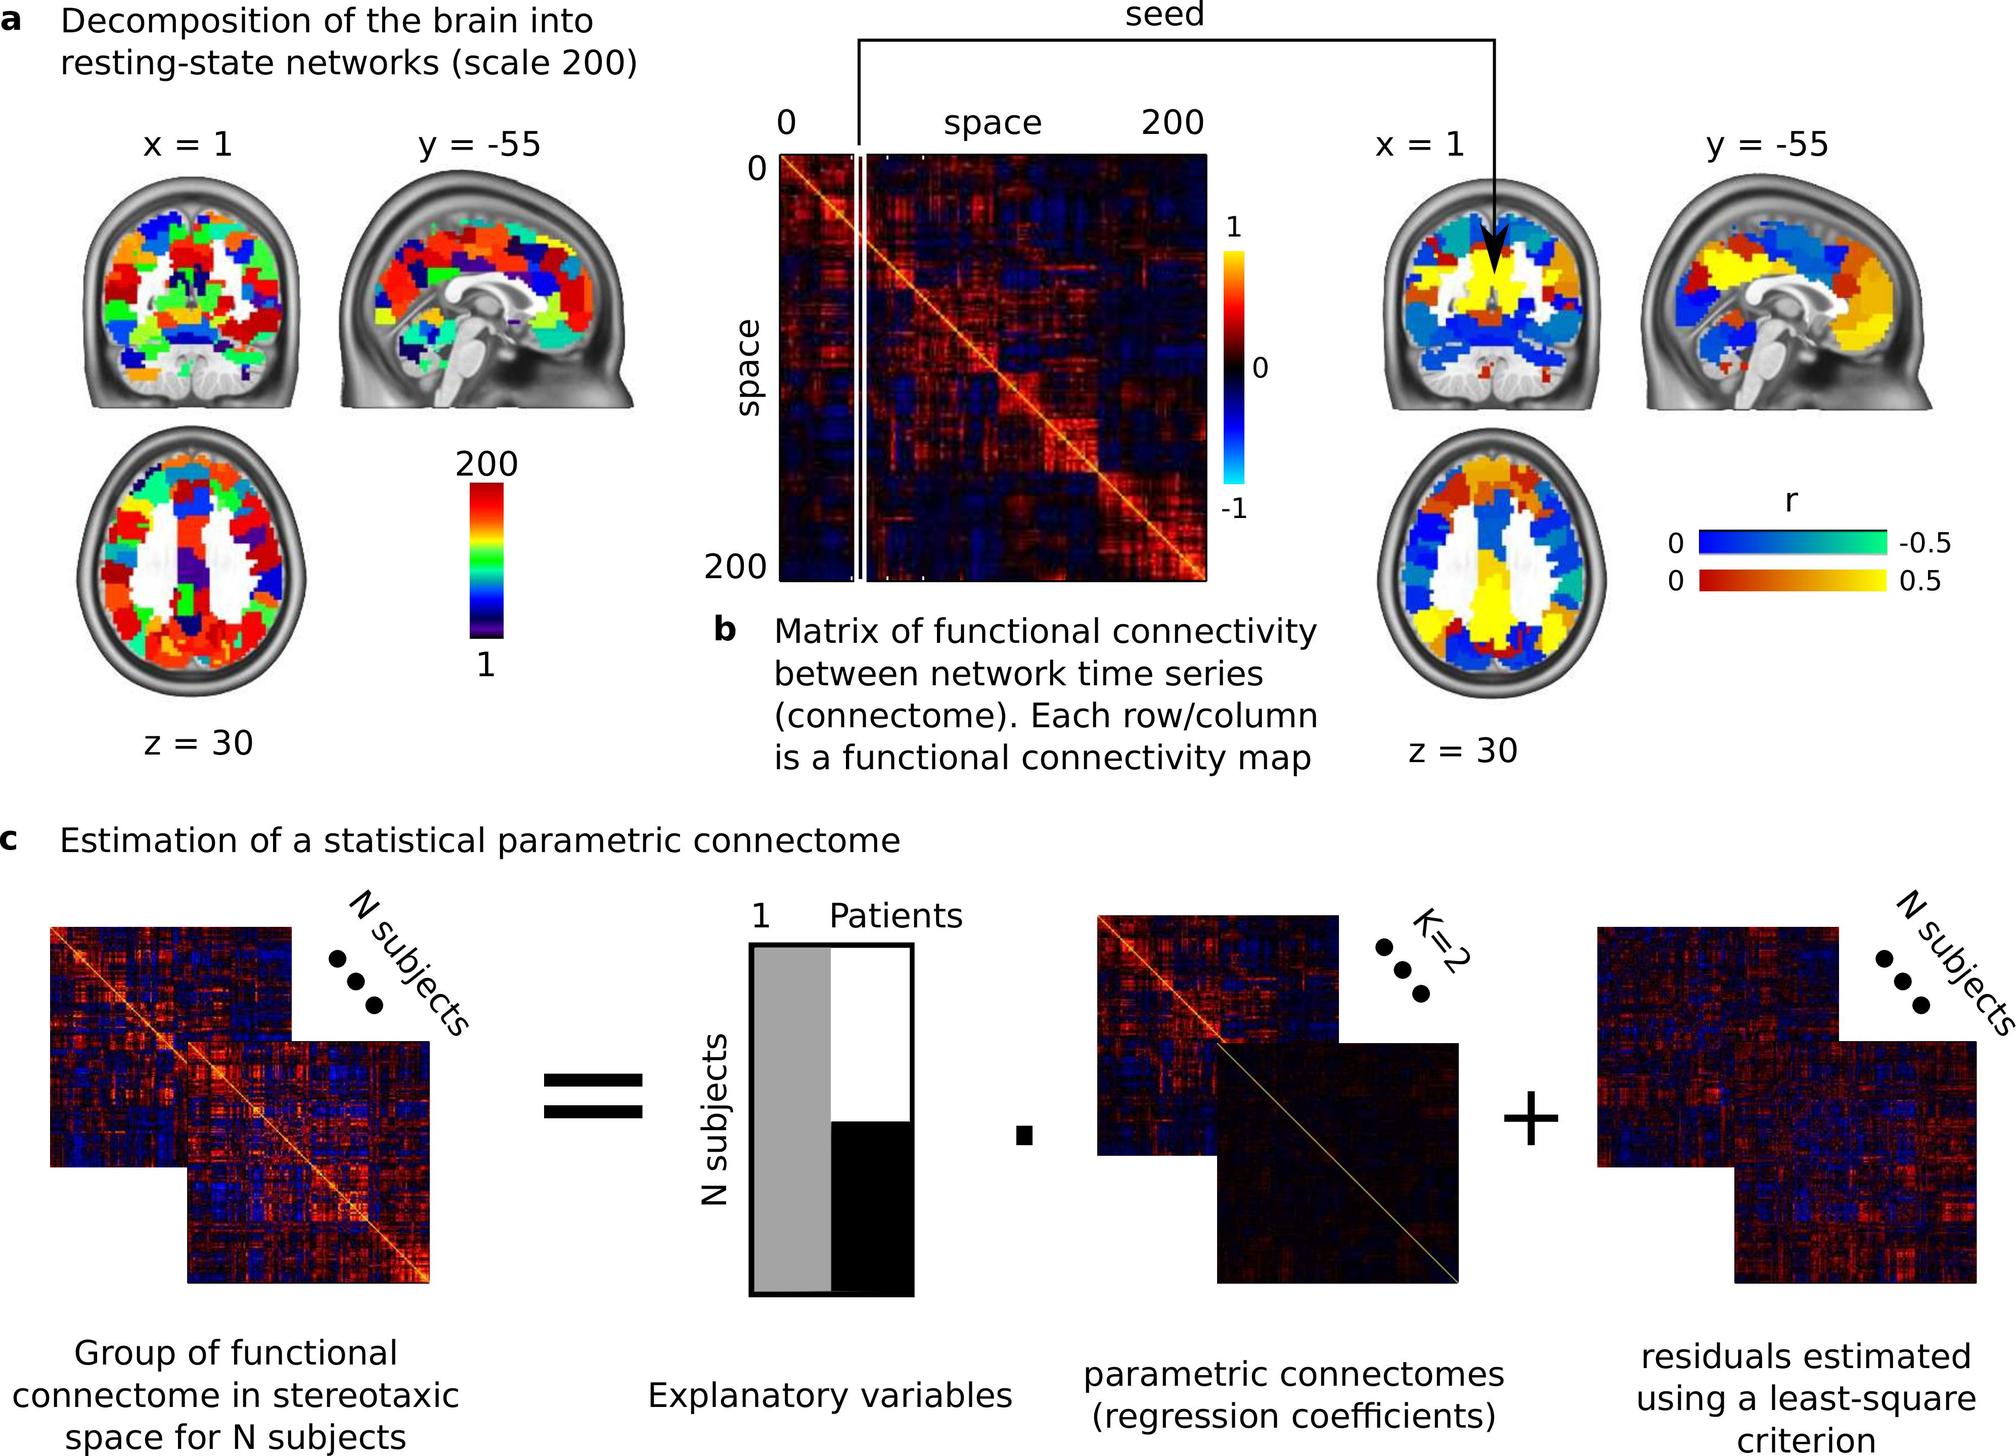 a Decomposition of the brain into
resting-state networks (scale 200)
x = 1
y = -55
200
1
z = 30
seed
0 space 200
0
space
200
1
0
-1
b Matrix of functional connectivity
between network time series
(connectome). Each row/column
is a functional connectivity map
x = 1
y = -55
r
0 -0.5
0 0.5
z = 30
c Estimation of a statistical parametric connectome
N subjects
1 Patients
N subjects
K=2
N subjects
=
.
+
Group of functional
connectome in stereotaxic
space for N subjects
Explanatory variables
parametric connectomes
(regression coefficients)
residuals estimated
using a least-square
criterion